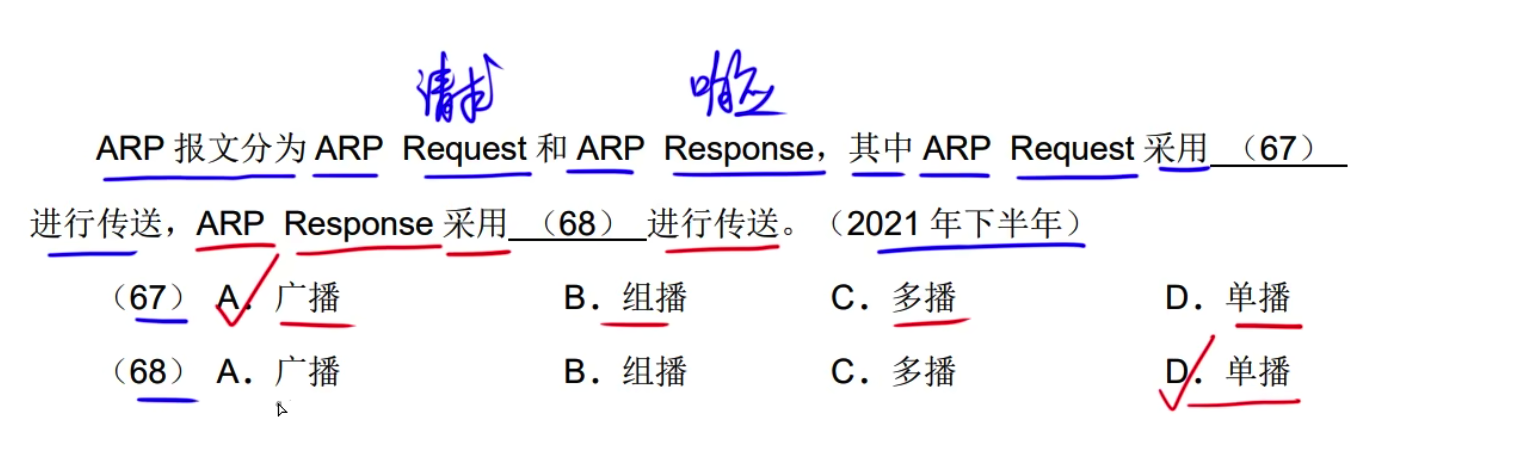 请求 响应
ARP 报文分为 ARP Request 和 ARP Response，其中 ARP Request 采用 （67）
进行传送，ARP Response 采用 （68） 进行传送。（2021 年下半年）
（67） A．广播 B．组播 C．多播 D．单播
（68） A．广播 B．组播 C．多播 D．单播